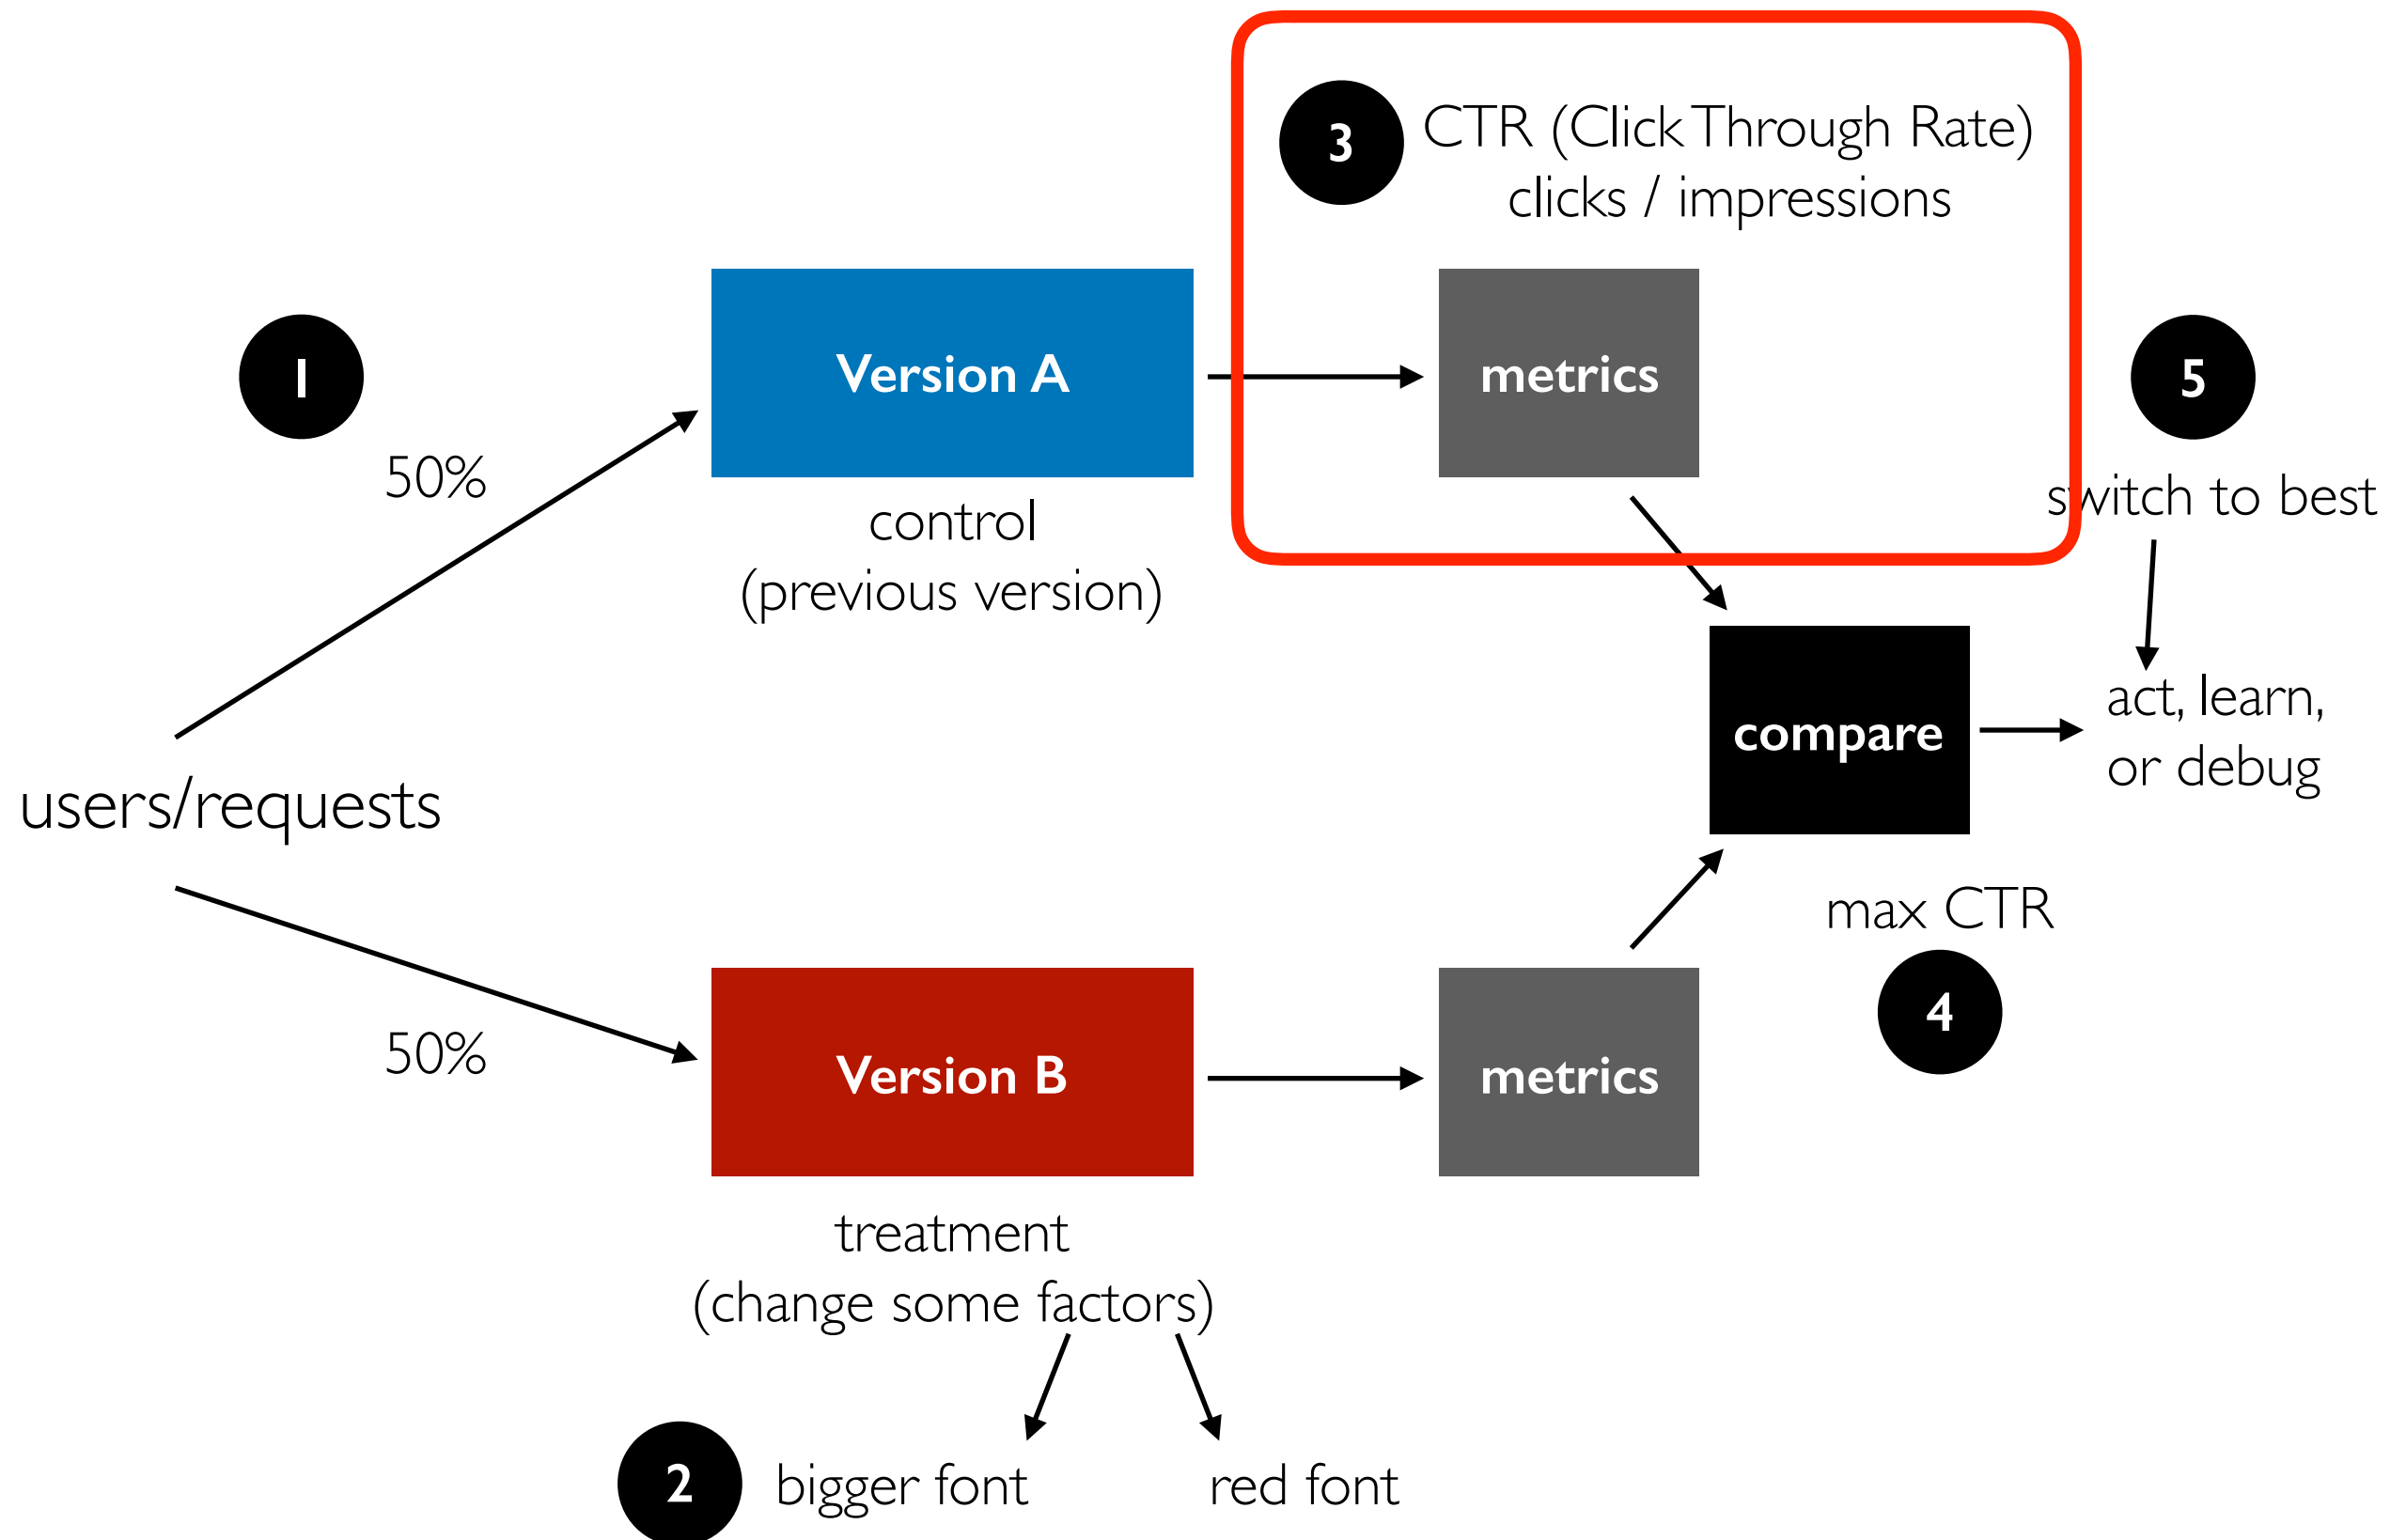 3
CTR (Click Through Rate)
clicks / impressions
1
50%
Version A
control
(previous version)
metrics
5
switch to best
users/requests
compare
act, learn,
or debug
max CTR
4
50%
Version B
treatment
(change some factors)
metrics
2
bigger font
red font